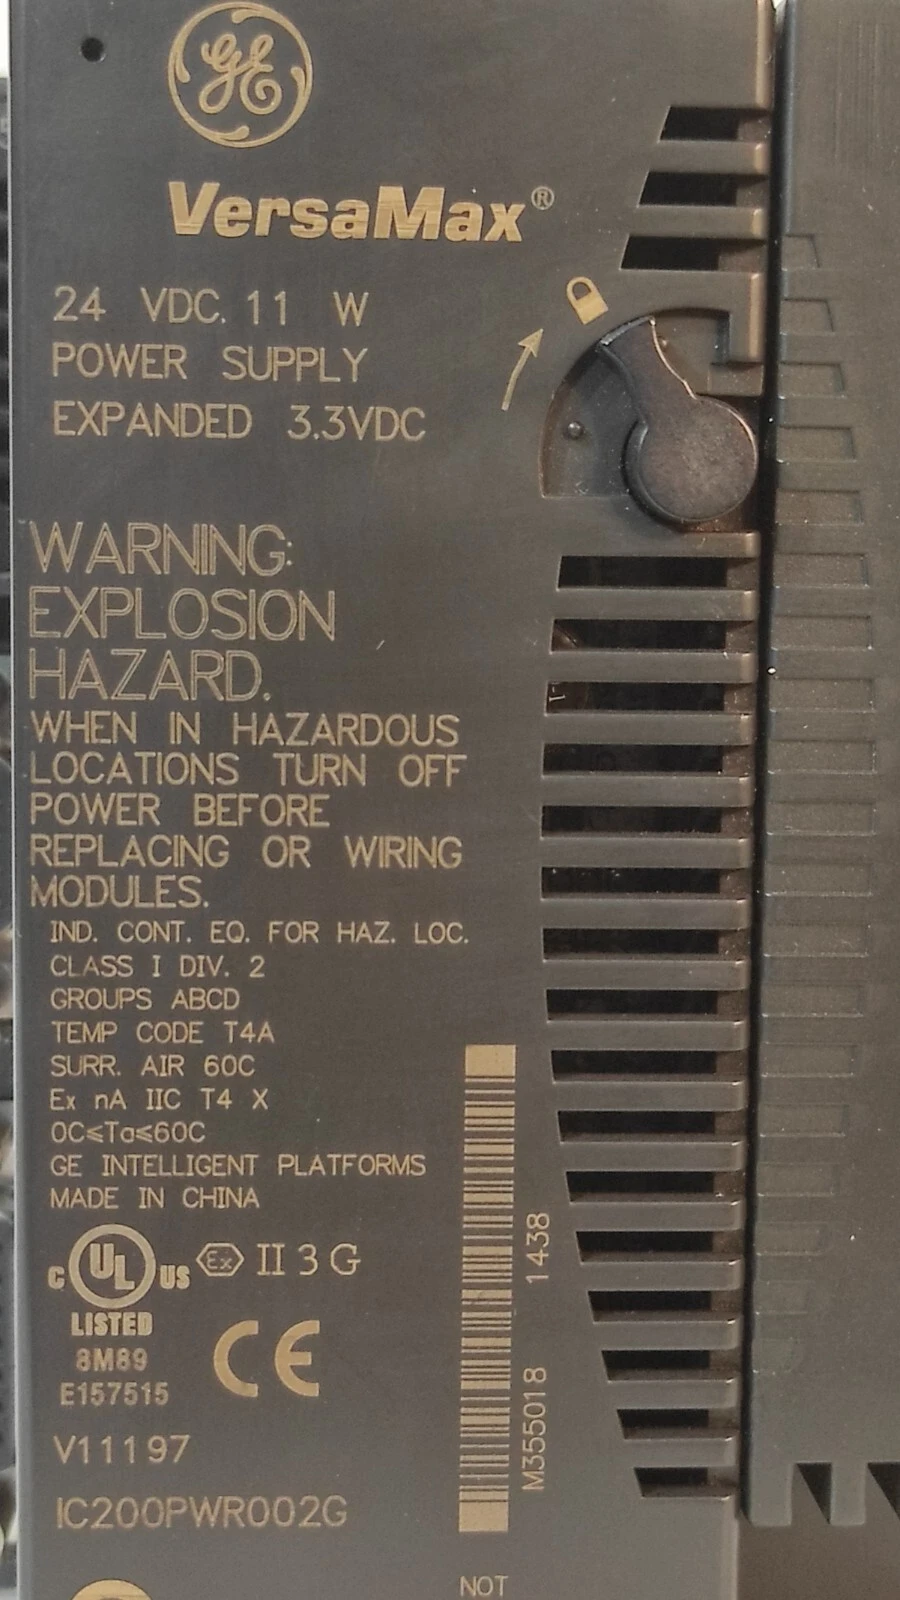 GE
VersaMax®
24 VDC. 11 W
POWER SUPPLY
EXPANDED 3.3VDC
WARNING:
EXPLOSION
HAZARD.
WHEN IN HAZARDOUS
LOCATIONS TURN OFF
POWER BEFORE
REPLACING OR WIRING
MODULES.
IND. CONT. EQ. FOR HAZ. LOC.
CLASS I DIV. 2
GROUPS ABCD
TEMP CODE T4A
SURR. AIR 60C
Ex nA IIC T4 X
0C≤Ta≤60C
GE INTELLIGENT PLATFORMS
MADE IN CHINA
C UL US Ex II 3 G
LISTED
8M89
E157515
CE
V11197
IC200PWR002G
M355018 1438
NOT